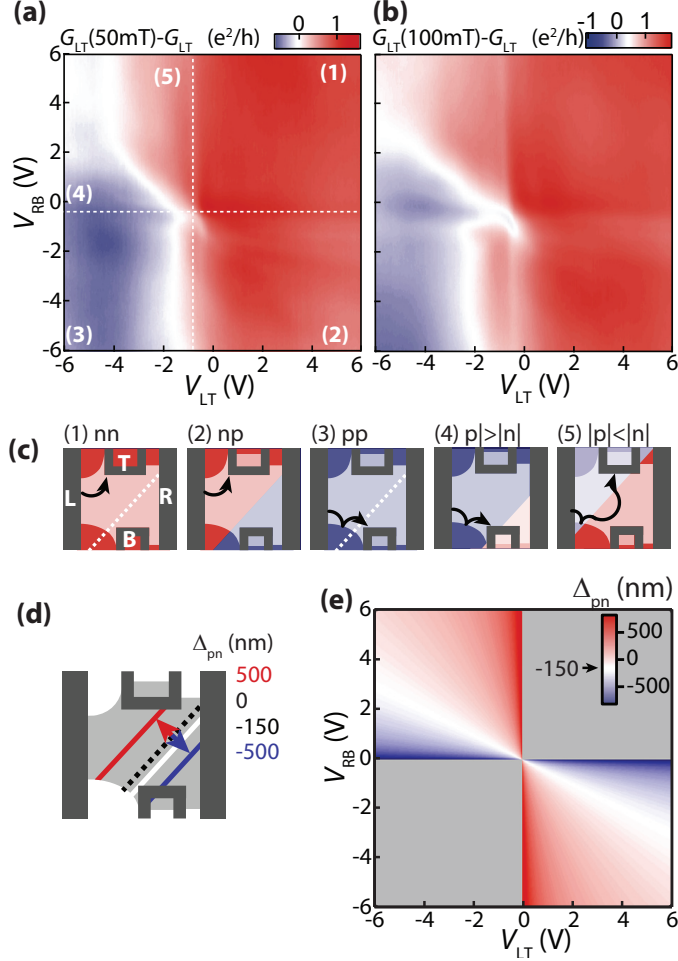 (a)
G_LT(50mT)-G_LT (e²/h) 0 1
(b)
G_LT(100mT)-G_LT (e²/h) -1 0 1
6
4
2
0
-2
-4
-6
V_RB (V)
(5)
(1)
(4)
(3)
(2)
-6 -4 -2 0 2 4 6
V_LT (V)
-6 -4 -2 0 2 4 6
V_LT (V)
(c)
(1) nn
(2) np
(3) pp
(4) p|>|n|
(5) |p|<|n|
T
L
R
B
(d)
Δ_pn (nm)
500
0
-150
-500
(e)
Δ_pn (nm)
500
0
-500
-150
6
4
2
0
-2
-4
-6
V_RB (V)
-6 -4 -2 0 2 4 6
V_LT (V)